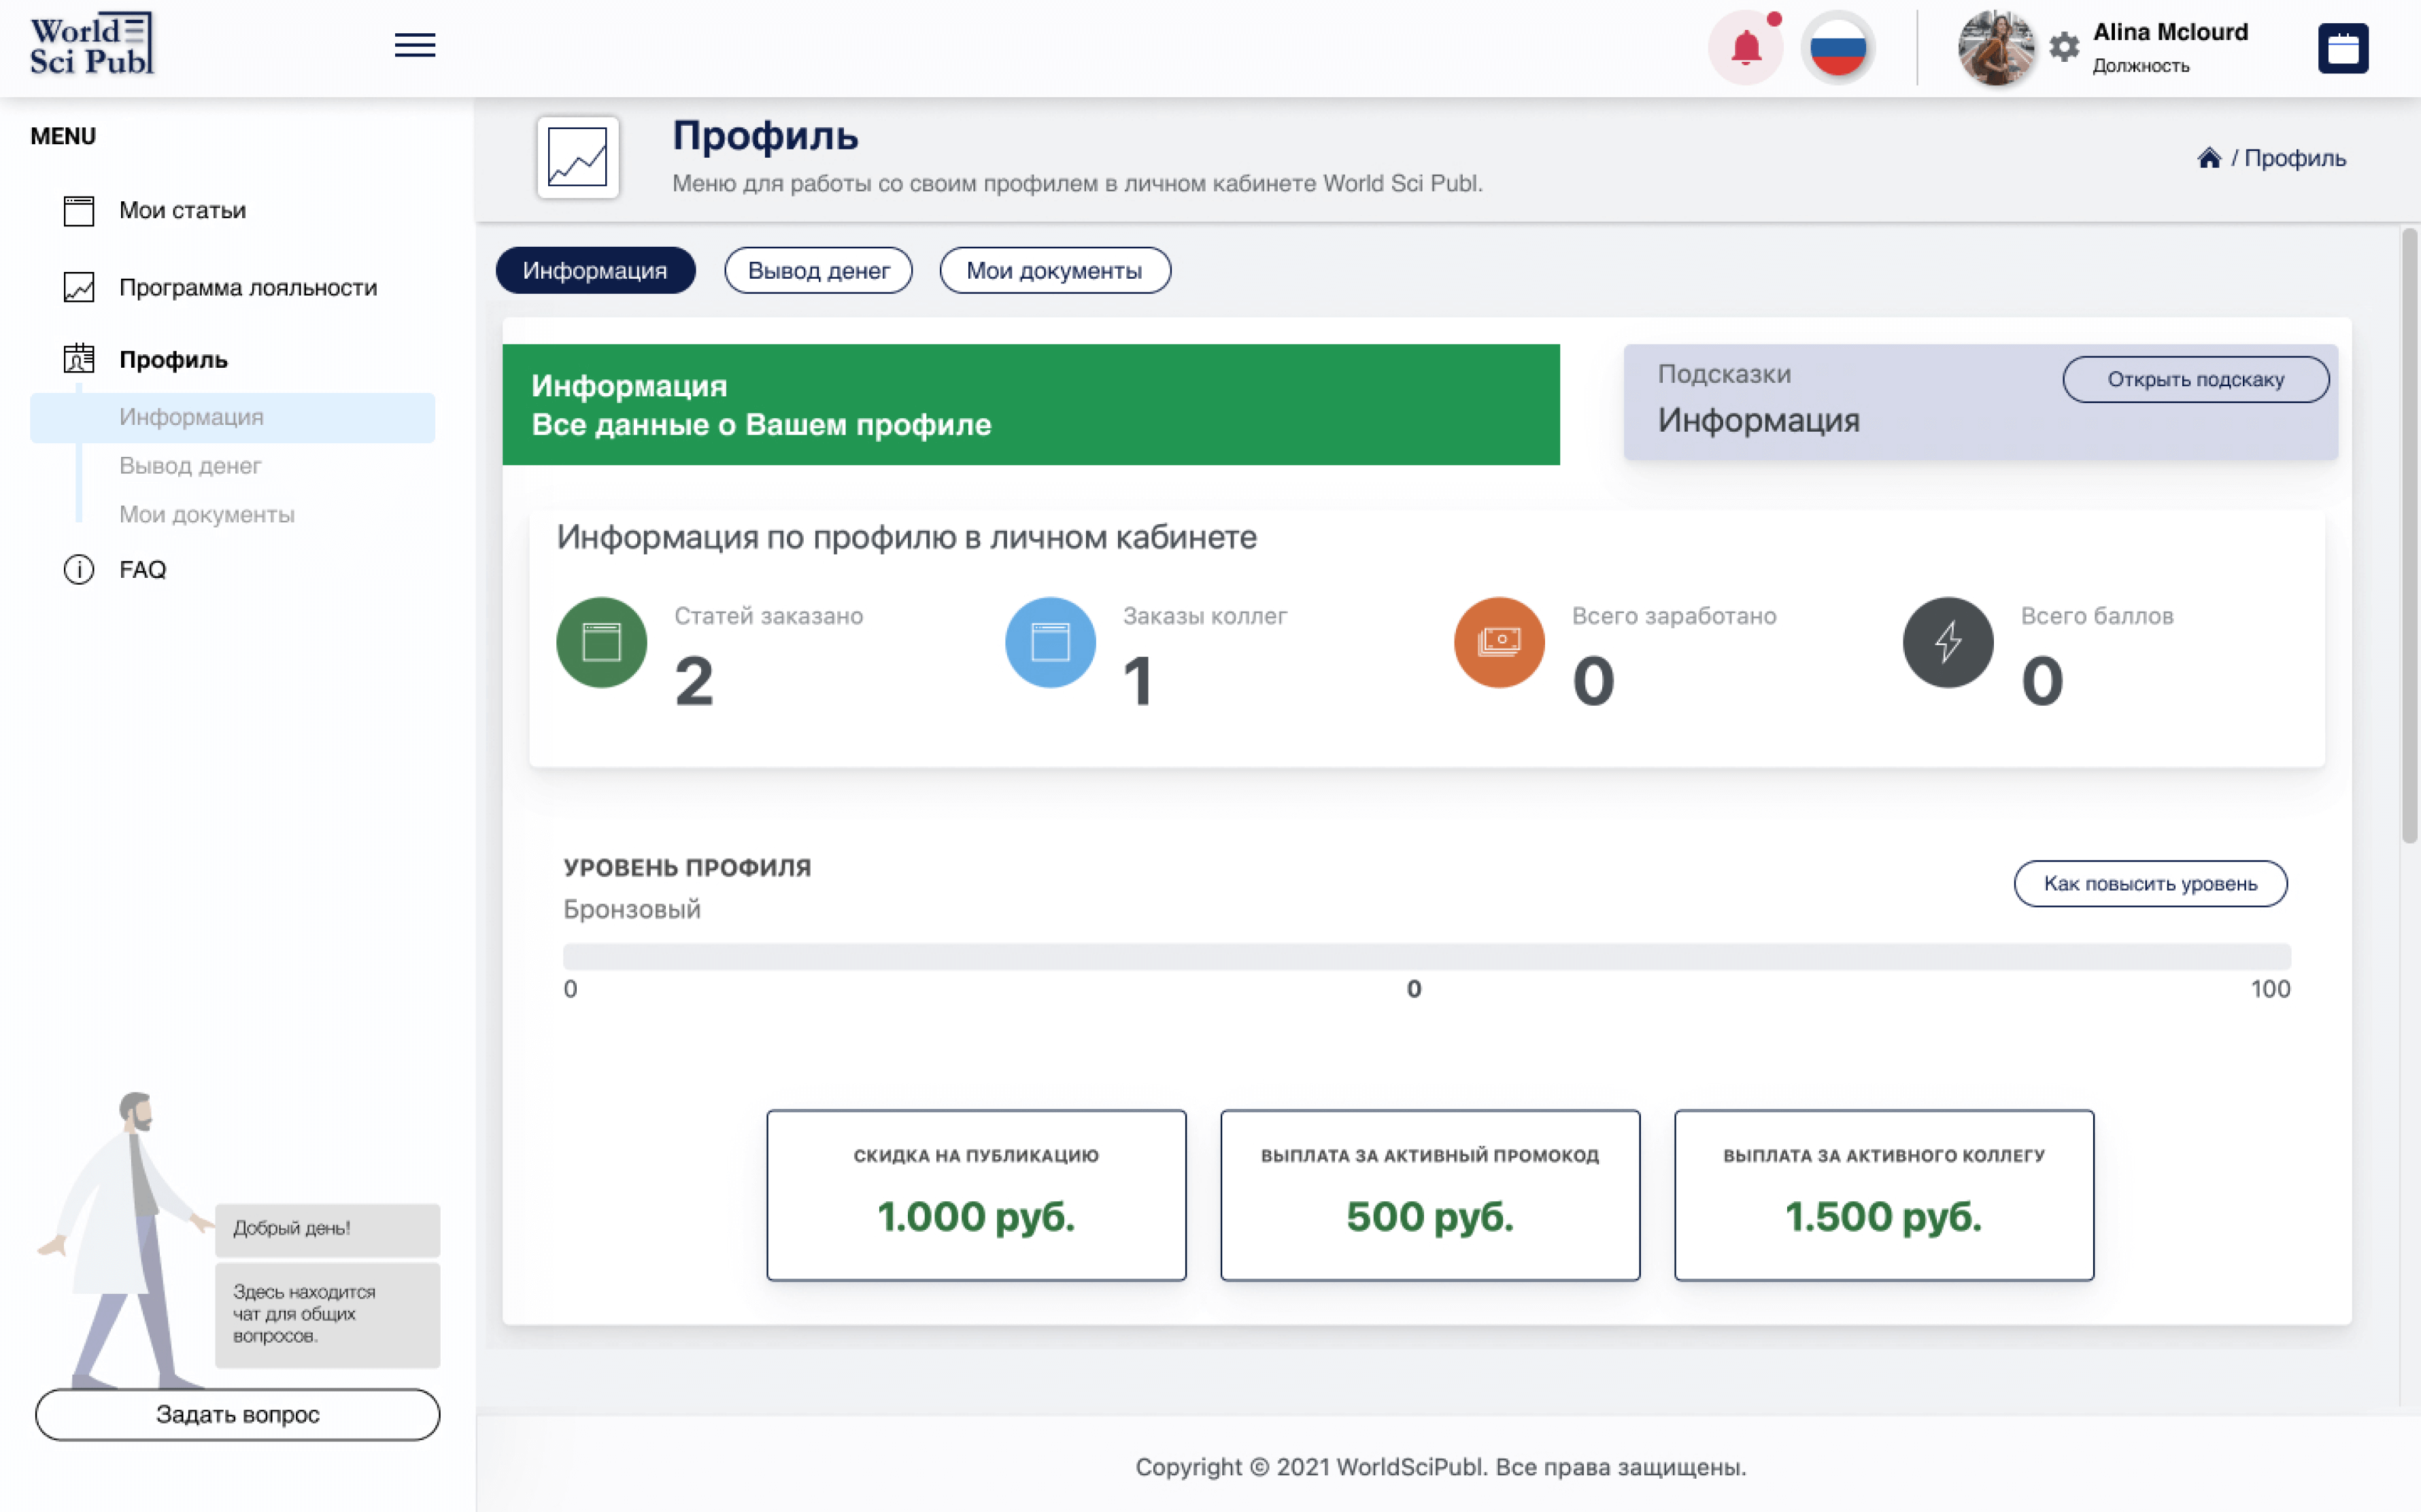 World
Sci Publ
Alina Mclourd
Должность
MENU
Мои статьи
Программа лояльности
Профиль
Информация
Вывод денег
Мои документы
FAQ
Добрый день!
Здесь находится
чат для общих
вопросов.
Задать вопрос
Профиль
Меню для работы со своим профилем в личном кабинете World Sci Publ.
/ Профиль
Информация
Вывод денег
Мои документы
Информация
Все данные о Вашем профиле
Подсказки
Информация
Открыть подскаку
Информация по профилю в личном кабинете
Статей заказано
2
Заказы коллег
1
Всего заработано
0
Всего баллов
0
УРОВЕНЬ ПРОФИЛЯ
Бронзовый
Как повысить уровень
0 0 100
СКИДКА НА ПУБЛИКАЦИЮ
1.000 руб.
ВЫПЛАТА ЗА АКТИВНЫЙ ПРОМОКОД
500 руб.
ВЫПЛАТА ЗА АКТИВНОГО КОЛЛЕГУ
1.500 руб.
Copyright © 2021 WorldSciPubl. Все права защищены.